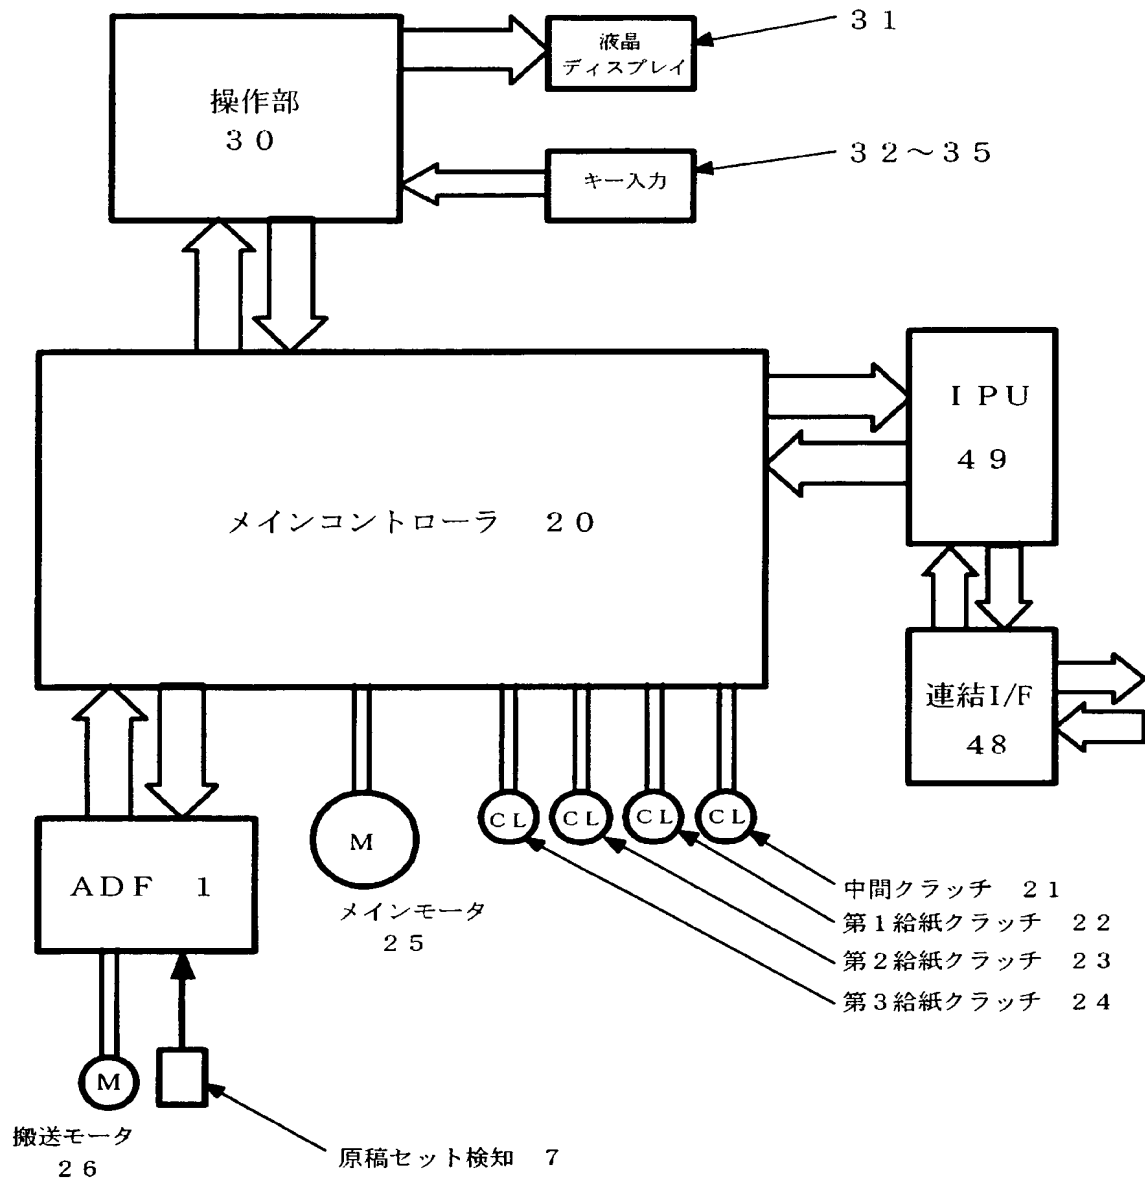 31
液晶
ディスプレイ
操作部
30
32～35
キー入力
IPU
49
メインコントローラ 20
連結I/F
48
M
CL
CL
CL
CL
ADF 1
メインモータ
25
中間クラッチ 21
第1給紙クラッチ 22
第2給紙クラッチ 23
第3給紙クラッチ 24
M
搬送モータ
26
原稿セット検知 7